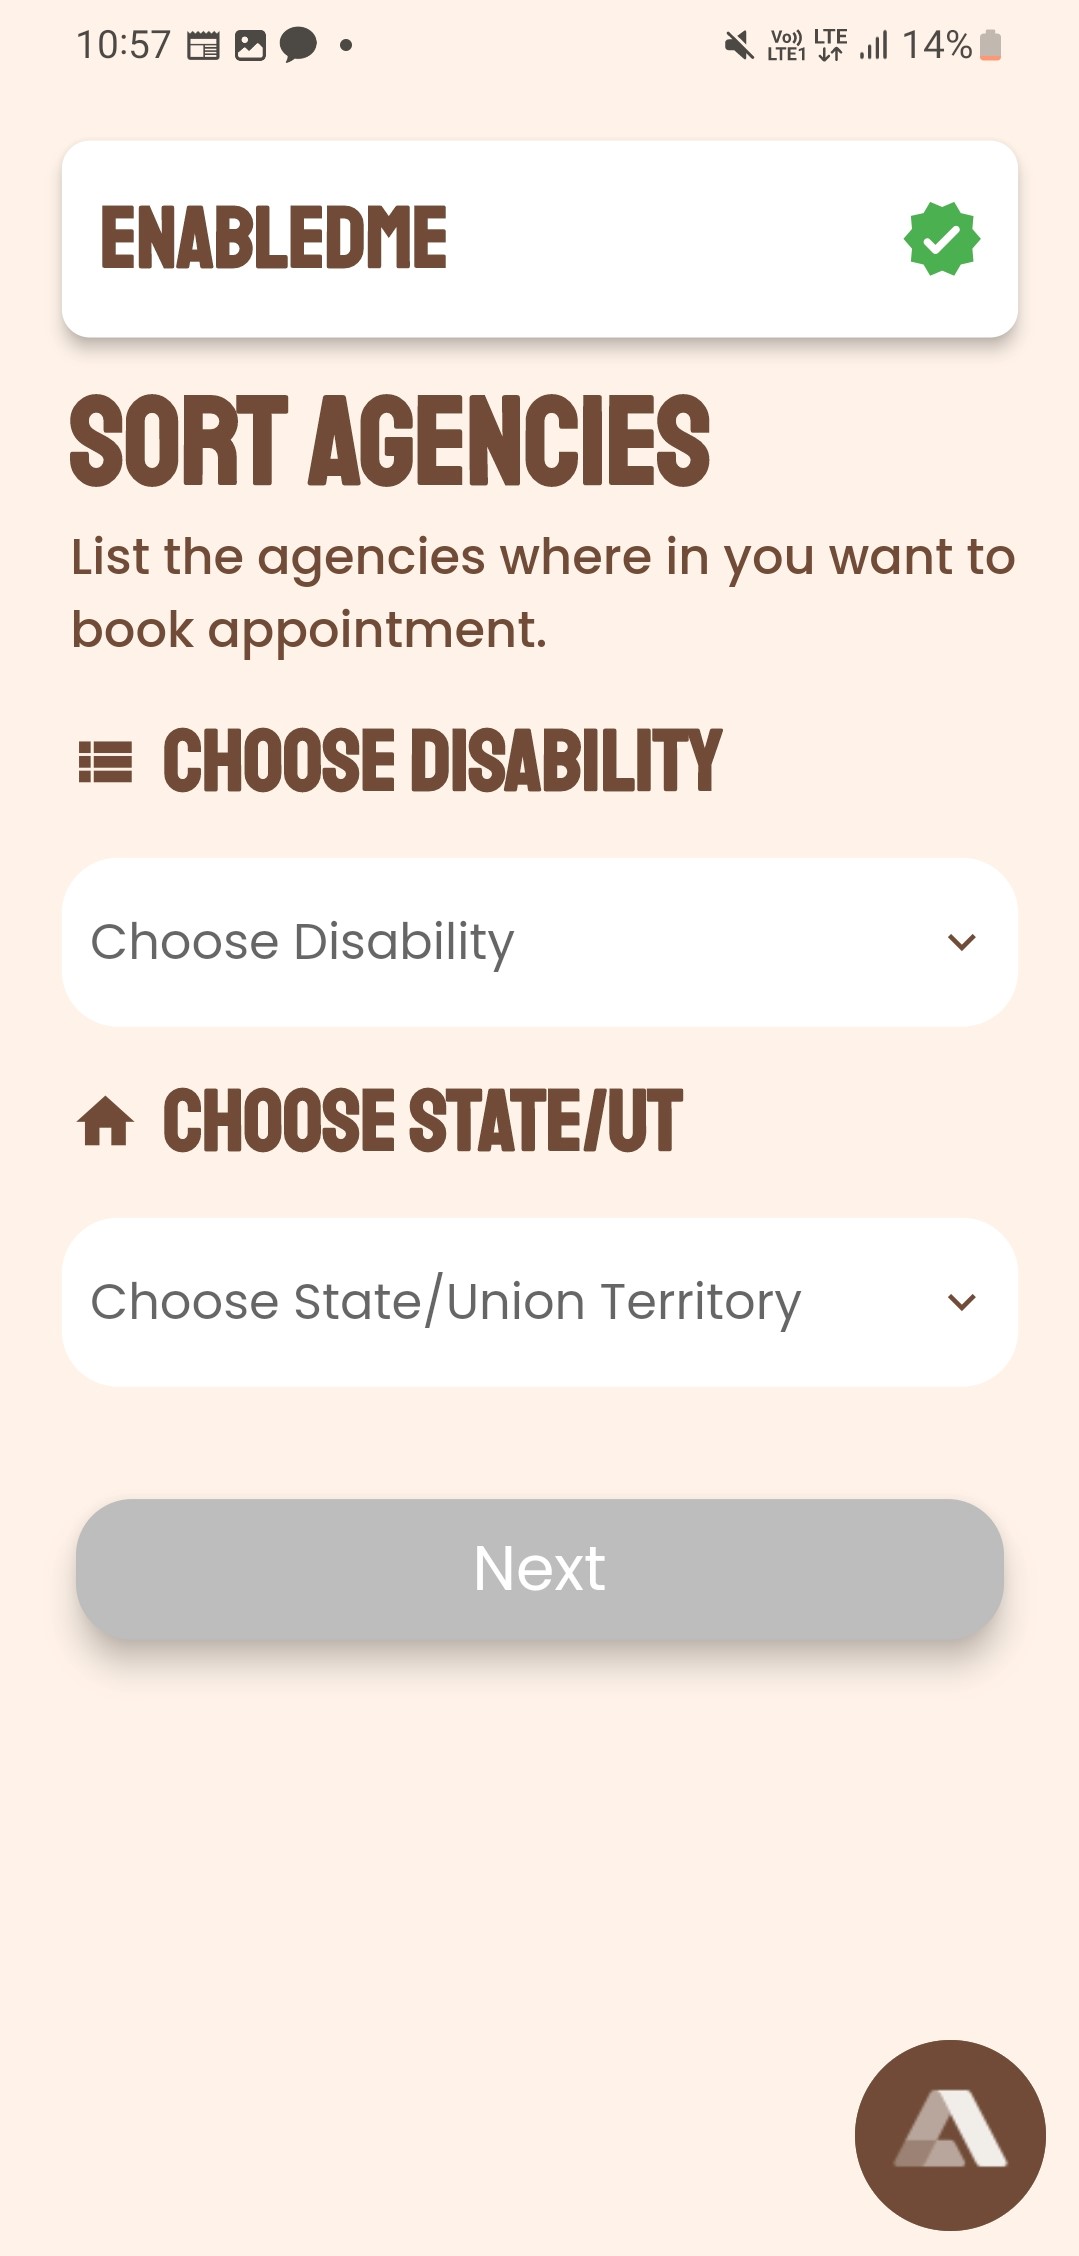 10:57
Vo)) LTE1 LTE 14%
ENABLEDME
SORT AGENCIES
List the agencies where in you want to
book appointment.
CHOOSE DISABILITY
Choose Disability
CHOOSE STATE/UT
Choose State/Union Territory
Next